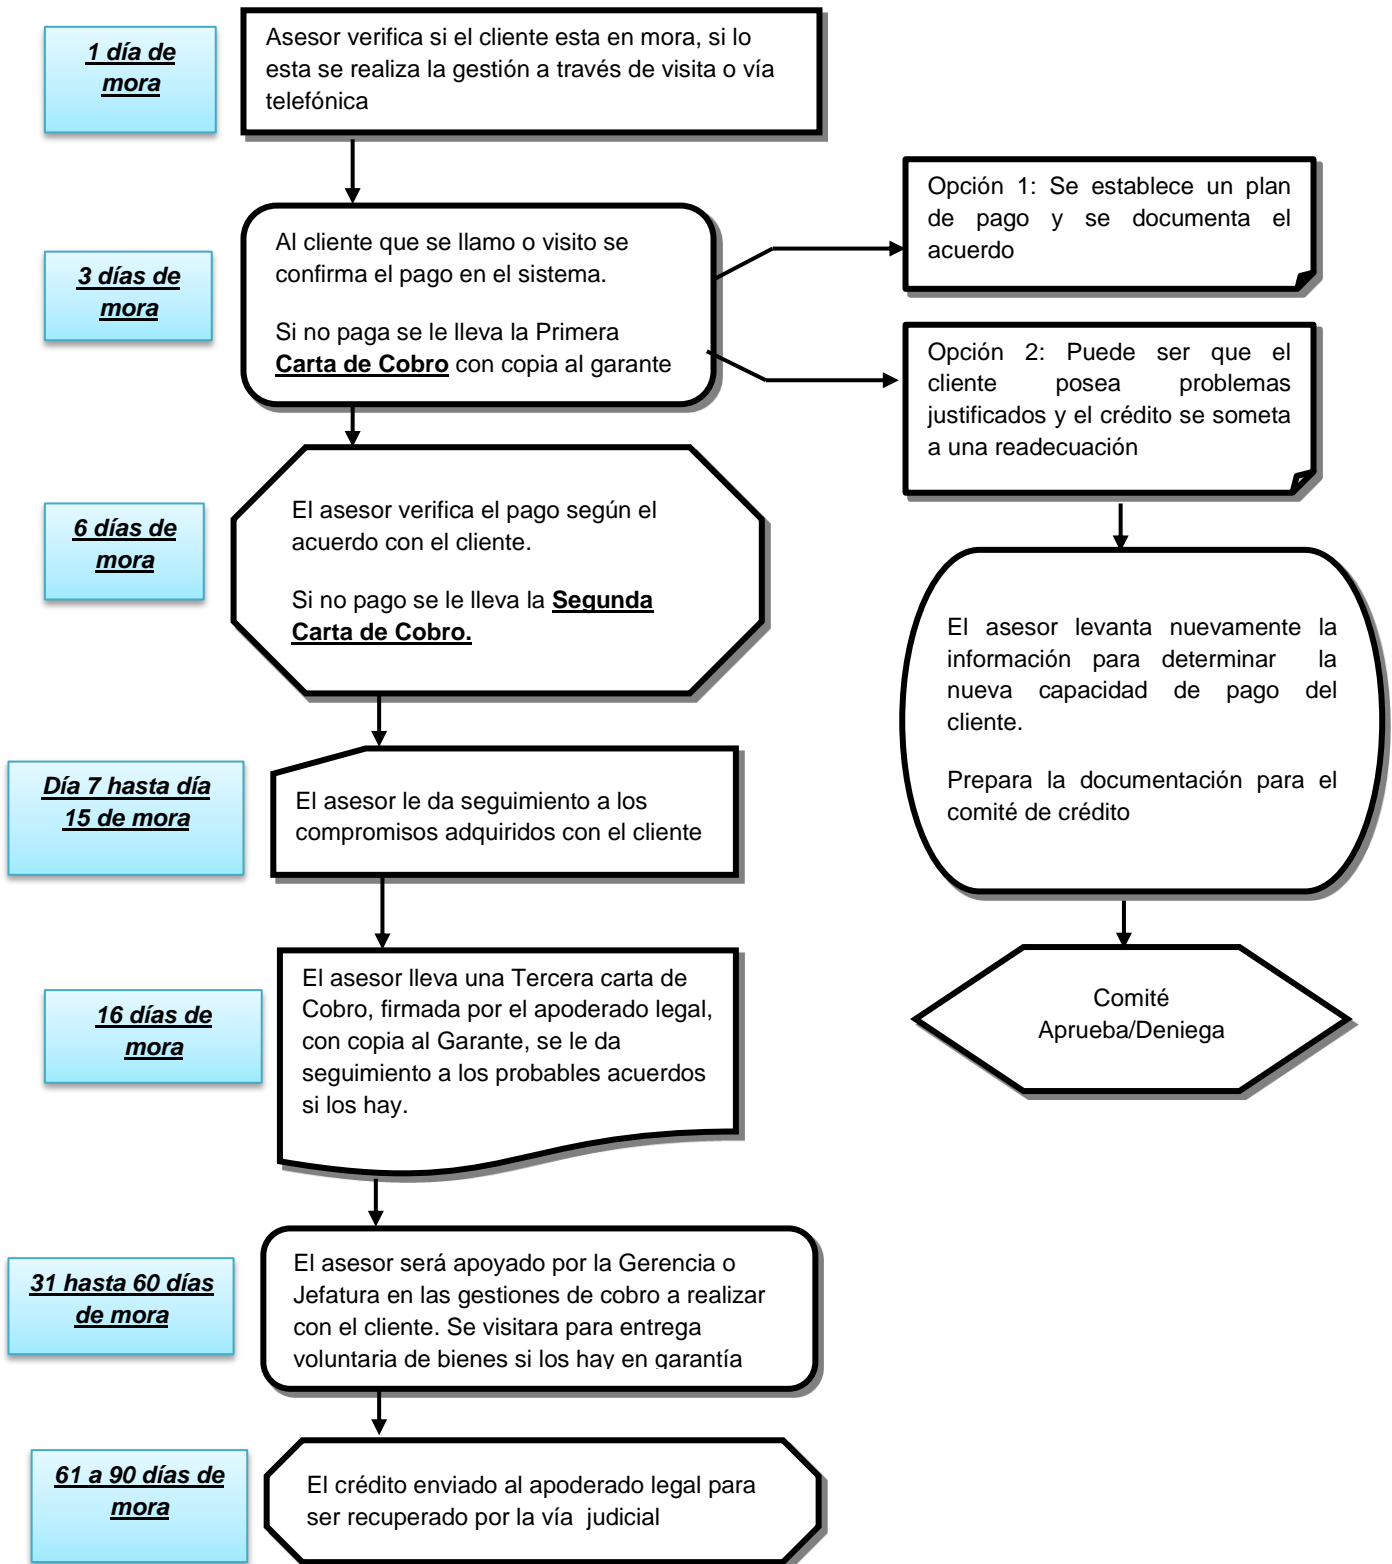 1 día de
mora
Asesor verifica si el cliente esta en mora, si lo
esta se realiza la gestión a través de visita o vía
telefónica
3 días de
mora
Al cliente que se llamo o visito se
confirma el pago en el sistema.
Si no paga se le lleva la Primera
Carta de Cobro con copia al garante
Opción 1: Se establece un plan
de pago y se documenta el
acuerdo
Opción 2: Puede ser que el
cliente posea problemas
justificados y el crédito se someta
a una readecuación
6 días de
mora
El asesor verifica el pago según el
acuerdo con el cliente.
Si no pago se le lleva la Segunda
Carta de Cobro.
El asesor levanta nuevamente la
información para determinar la
nueva capacidad de pago del
cliente.
Prepara la documentación para el
comité de crédito
Día 7 hasta día
15 de mora
El asesor le da seguimiento a los
compromisos adquiridos con el cliente
16 días de
mora
El asesor lleva una Tercera carta de
Cobro, firmada por el apoderado legal,
con copia al Garante, se le da
seguimiento a los probables acuerdos
si los hay.
Comité
Aprueba/Deniega
31 hasta 60 días
de mora
El asesor será apoyado por la Gerencia o
Jefatura en las gestiones de cobro a realizar
con el cliente. Se visitara para entrega
voluntaria de bienes si los hay en garantía
61 a 90 días de
mora
El crédito enviado al apoderado legal para
ser recuperado por la vía judicial